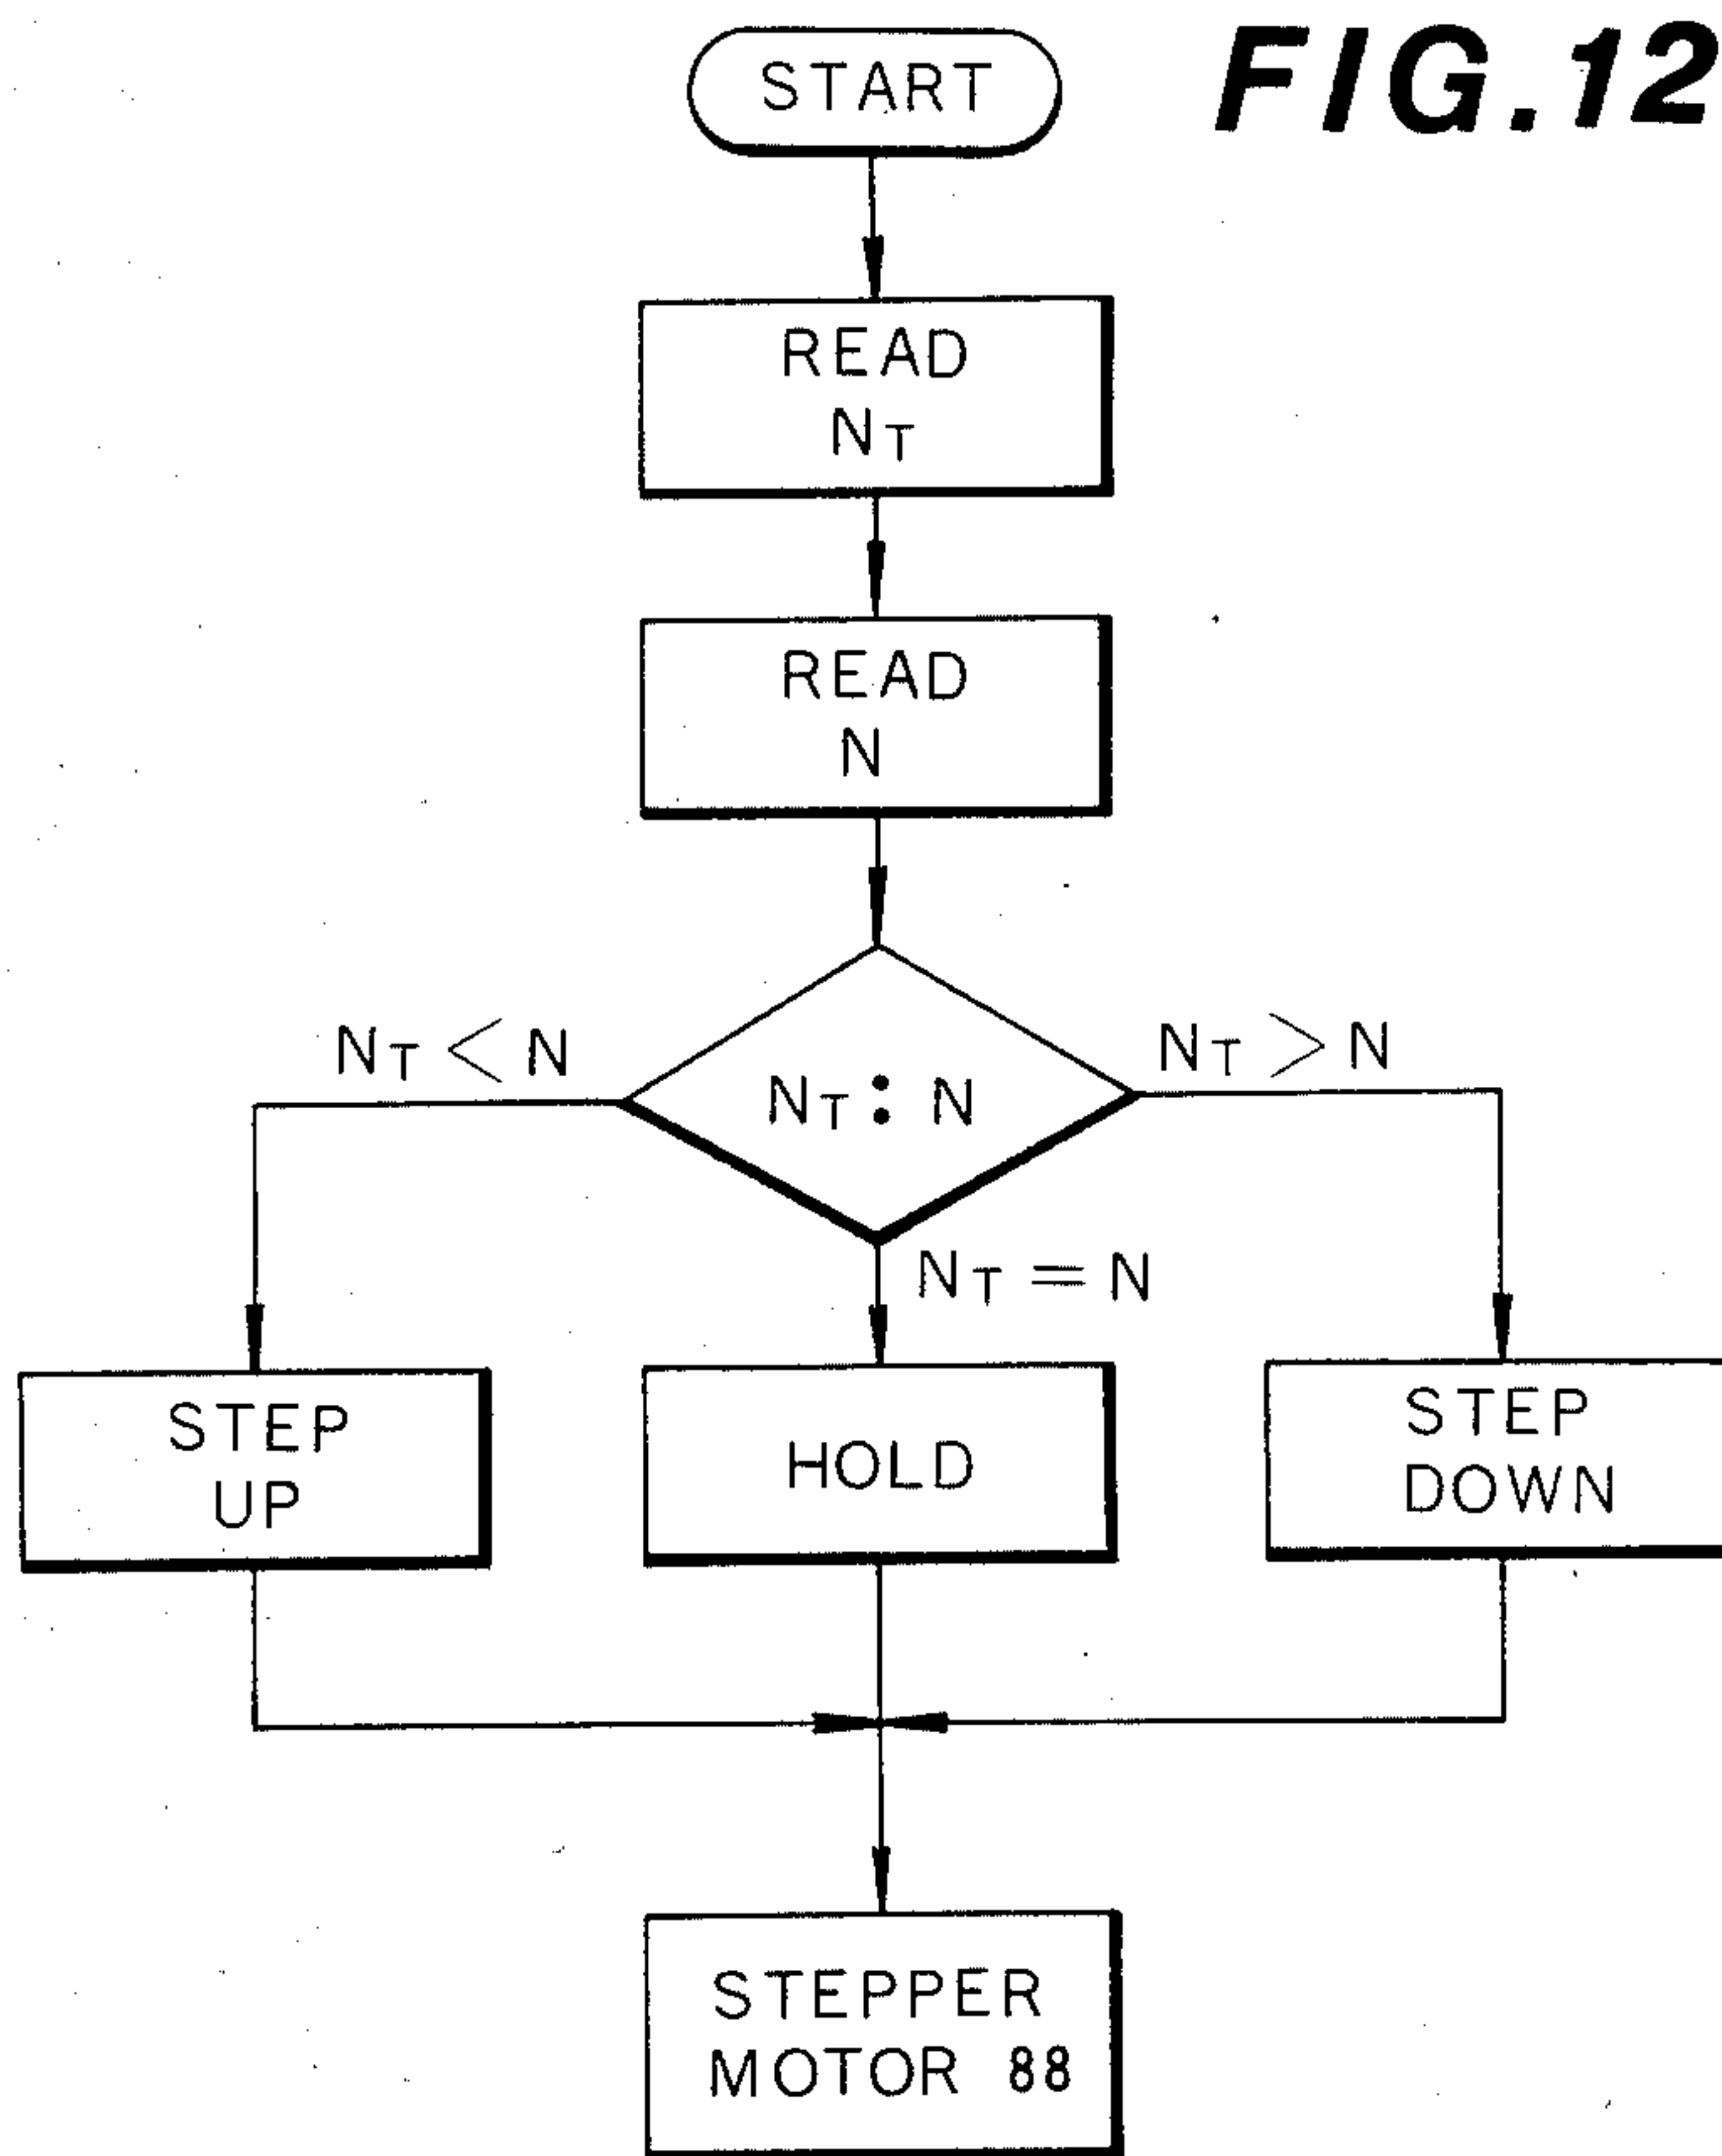 FIG.12
START
READ
NT
READ
N
NT < N
NT : N
NT > N
NT = N
STEP
UP
HOLD
STEP
DOWN
STEPPER
MOTOR 88